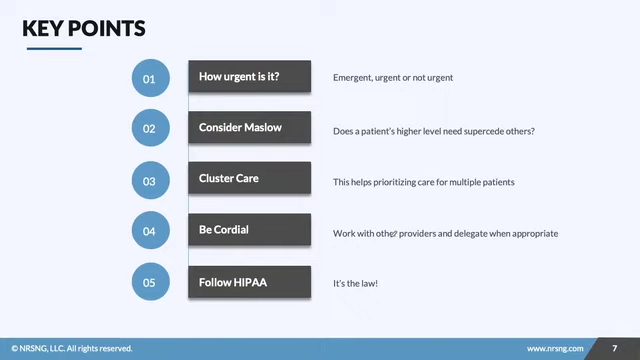 KEY POINTS
01 How urgent is it? Emergent, urgent or not urgent
02 Consider Maslow Does a patient's higher level need supercede others?
03 Cluster Care This helps prioritizing care for multiple patients
04 Be Cordial Work with other providers and delegate when appropriate
05 Follow HIPAA It's the law!
© NRSNG, LLC. All rights reserved. www.nrsng.com 7